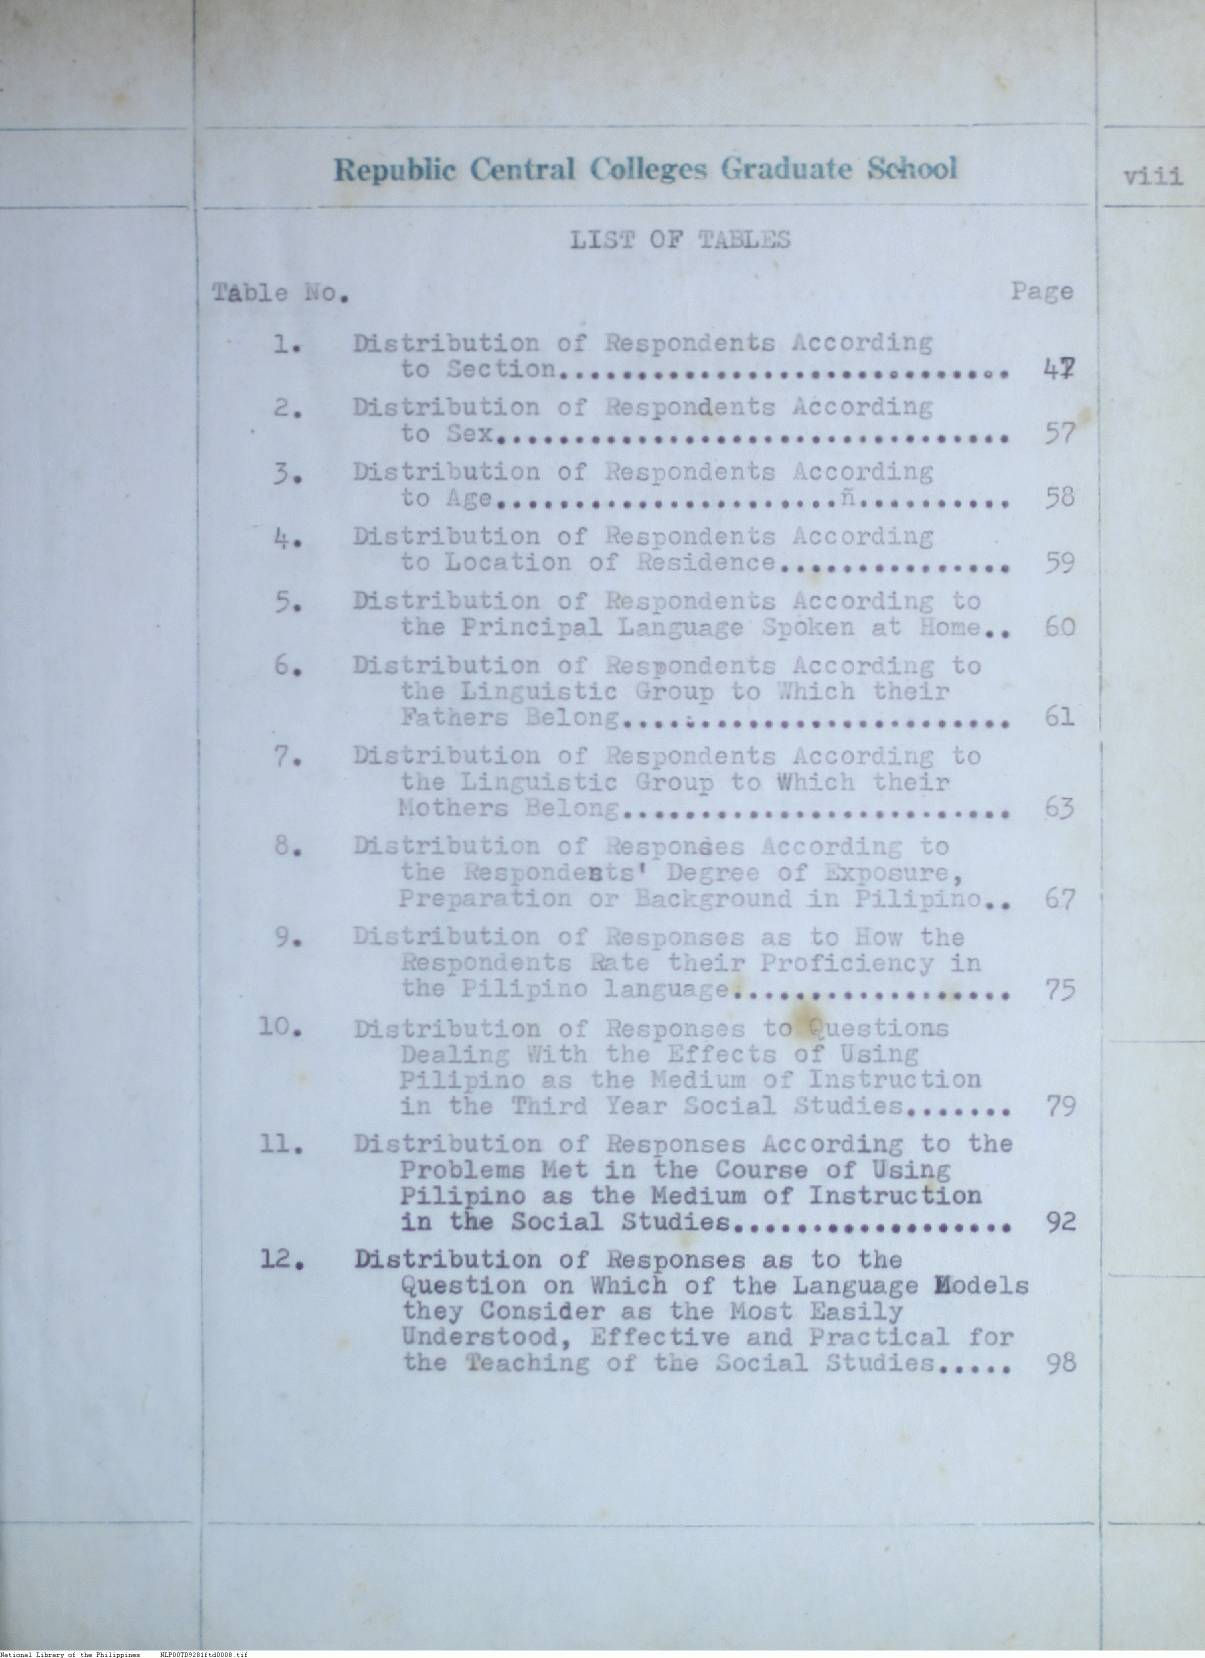 Republic Central Colleges Graduate School
viii
LIST OF TABLES
Table No. Page
1. Distribution of Respondents According
to Section............................. 47
2. Distribution of Respondents According
to Sex................................. 57
3. Distribution of Respondents According
to Age......................ñ.......... 58
4. Distribution of Respondents According
to Location of Residence............... 59
5. Distribution of Respondents According to
the Principal Language Spoken at Home.. 60
6. Distribution of Respondents According to
the Linguistic Group to Which their
Fathers Belong......................... 61
7. Distribution of Respondents According to
the Linguistic Group to Which their
Mothers Belong......................... 63
8. Distribution of Responses According to
the Respondents' Degree of Exposure,
Preparation or Background in Pilipino.. 67
9. Distribution of Responses as to How the
Respondents Rate their Proficiency in
the Pilipino language.................. 75
10. Distribution of Responses to Questions
Dealing With the Effects of Using
Pilipino as the Medium of Instruction
in the Third Year Social Studies....... 79
11. Distribution of Responses According to the
Problems Met in the Course of Using
Pilipino as the Medium of Instruction
in the Social Studies.................. 92
12. Distribution of Responses as to the
Question on Which of the Language Models
they Consider as the Most Easily
Understood, Effective and Practical for
the Teaching of the Social Studies..... 98
National Library of the Philippines NLP00TD9281ftd0008.tif